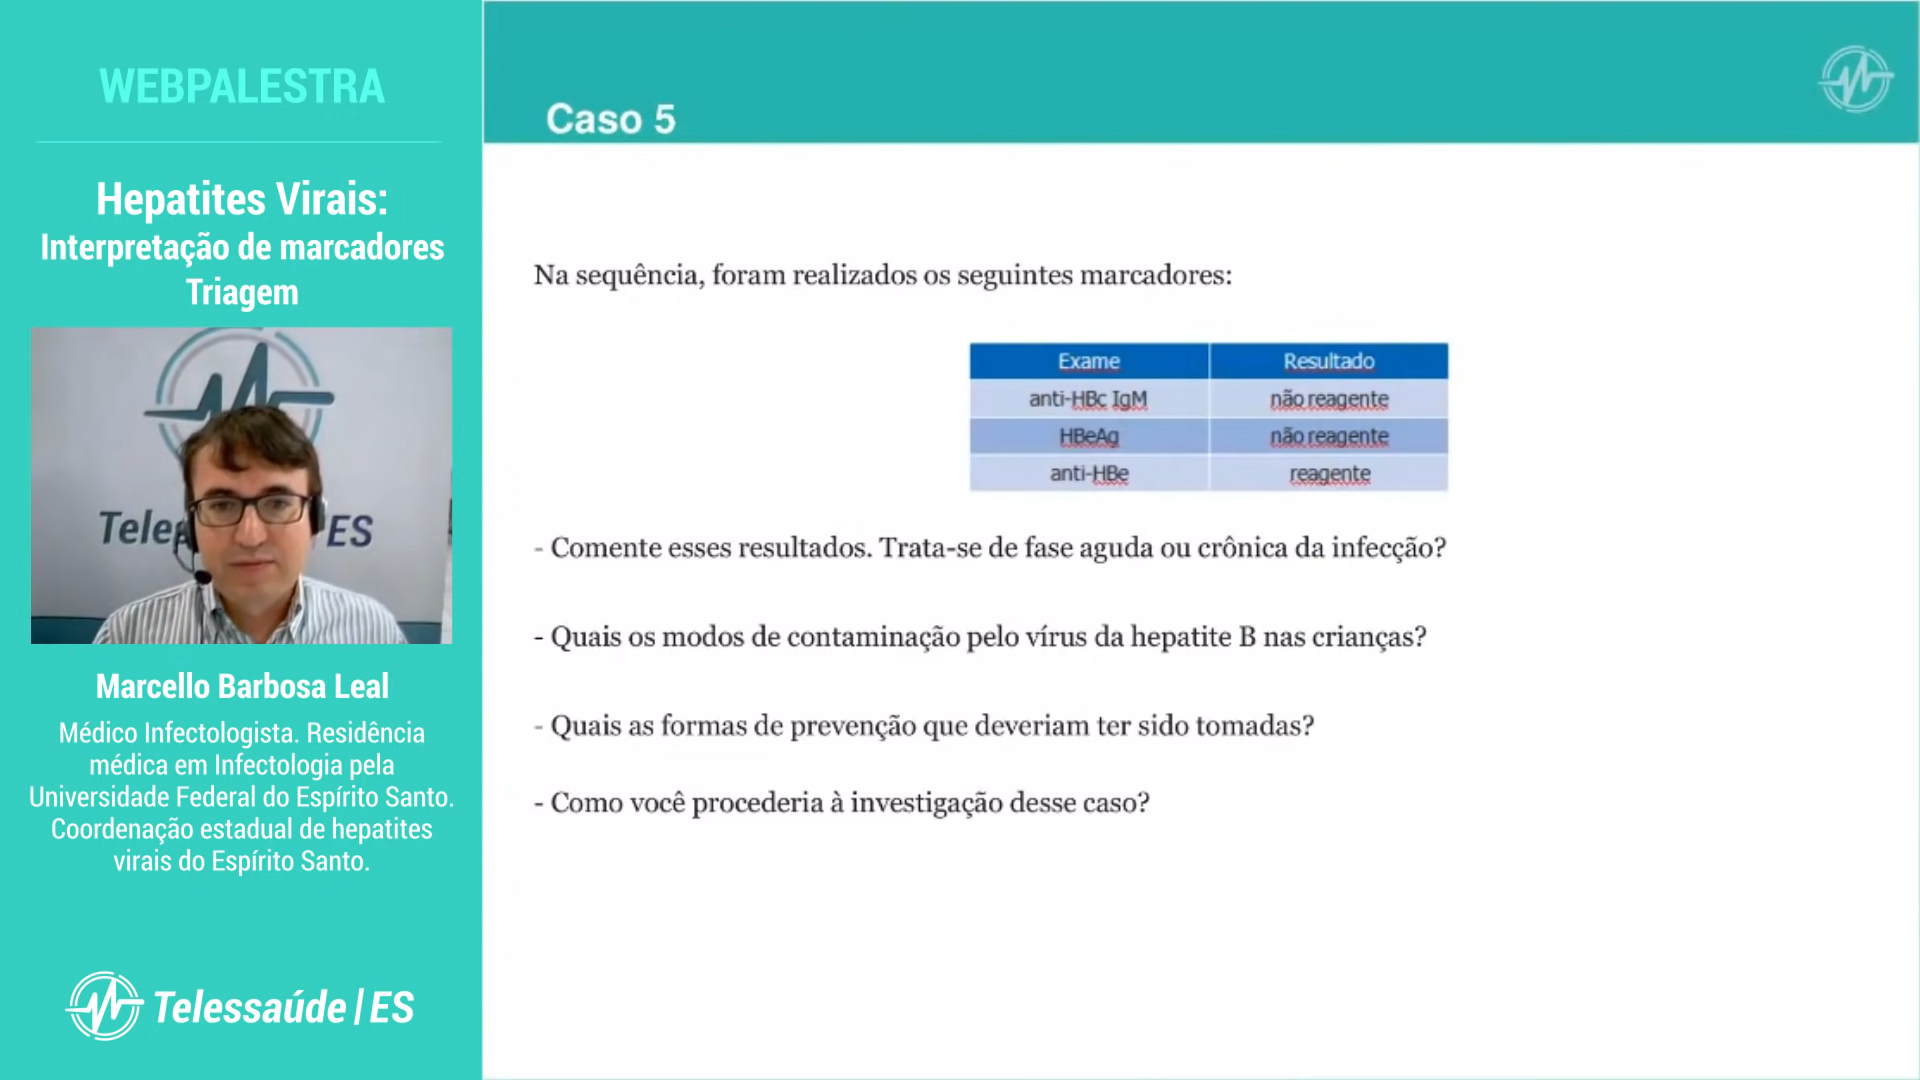 WEBPALESTRA
Hepatites Virais:
Interpretação de marcadores
Triagem
Tele ES
Marcello Barbosa Leal
Médico Infectologista. Residência
médica em Infectologia pela
Universidade Federal do Espírito Santo.
Coordenação estadual de hepatites
virais do Espírito Santo.
Telessaúde|ES
Caso 5
Na sequência, foram realizados os seguintes marcadores:
Exame Resultado
anti-HBc IgM não reagente
HBeAg não reagente
anti-HBe reagente
- Comente esses resultados. Trata-se de fase aguda ou crônica da infecção?
- Quais os modos de contaminação pelo vírus da hepatite B nas crianças?
- Quais as formas de prevenção que deveriam ter sido tomadas?
- Como você procederia à investigação desse caso?